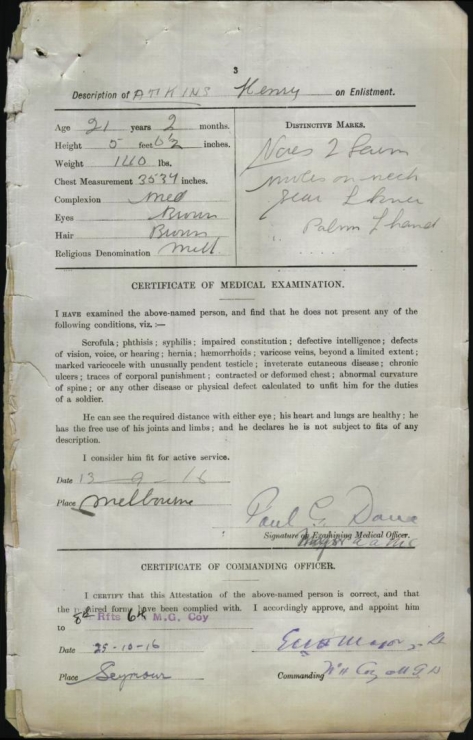 3
Description of ATKINS Henry on Enlistment.
Age 21 years 2 months.
Height 5 feet 6½ inches.
Weight 140 lbs.
Chest Measurement 35-37 inches.
Complexion Med
Eyes Brown
Hair Brown
Religious Denomination Meth
DISTINCTIVE MARKS.
moles on neck
Scar L knee
Palm L hand
CERTIFICATE OF MEDICAL EXAMINATION.
I HAVE examined the above-named person, and find that he does not present any of the
following conditions, viz. :—
Scrofula; phthisis; syphilis; impaired constitution; defective intelligence; defects
of vision, voice, or hearing; hernia; hæmorrhoids; varicose veins, beyond a limited extent;
marked varicocele with unusually pendent testicle; inveterate cutaneous disease; chronic
ulcers; traces of corporal punishment; contracted or deformed chest; abnormal curvature
of spine; or any other disease or physical defect calculated to unfit him for the duties
of a soldier.
He can see the required distance with either eye; his heart and lungs are healthy; he
has the free use of his joints and limbs; and he declares he is not subject to fits of any
description.
I consider him fit for active service.
Date 13-9-16
Place Melbourne
Paul G.
Signature of Examining Medical Officer.
Major
CERTIFICATE OF COMMANDING OFFICER.
I CERTIFY that this Attestation of the above-named person is correct, and that
the required forms have been complied with. I accordingly approve, and appoint him
to 8th Rfts 6th M.G. Coy
Date 25-10-16
Place Seymour
Commanding